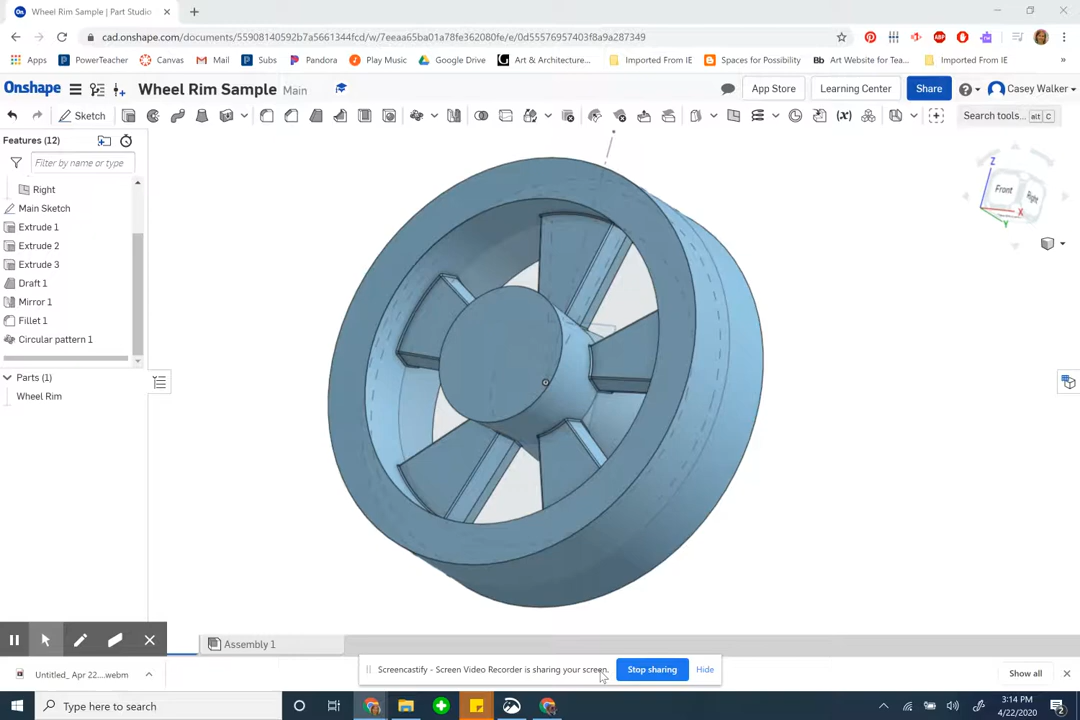 Wheel Rim Sample | Part Studio
cad.onshape.com/documents/55908140592b7a5661344fcd/w/7eeaa65ba01a78fe362fe380/e/0d55576957403f8a9a287349
Apps PowerTeacher Canvas Mail Subs Pandora Play Music Google Drive Art & Architecture... Imported From IE Spaces for Possibility Art Website for Tea... Imported From IE
Onshape Wheel Rim Sample Main App Store Learning Center Share Casey Walker
Sketch Search tools... alt C
Features (12)
Filter by name or type
Right
Main Sketch
Extrude 1
Extrude 2
Extrude 3
Draft 1
Mirror 1
Fillet 1
Circular pattern 1
Parts (1)
Wheel Rim
Z
Front
Right
X
Y
Assembly 1
Screencastify - Screen Video Recorder is sharing your screen. Stop sharing Hide
Untitled_ Apr 22....webm Show all
Type here to search
3:14 PM
4/22/2020
2